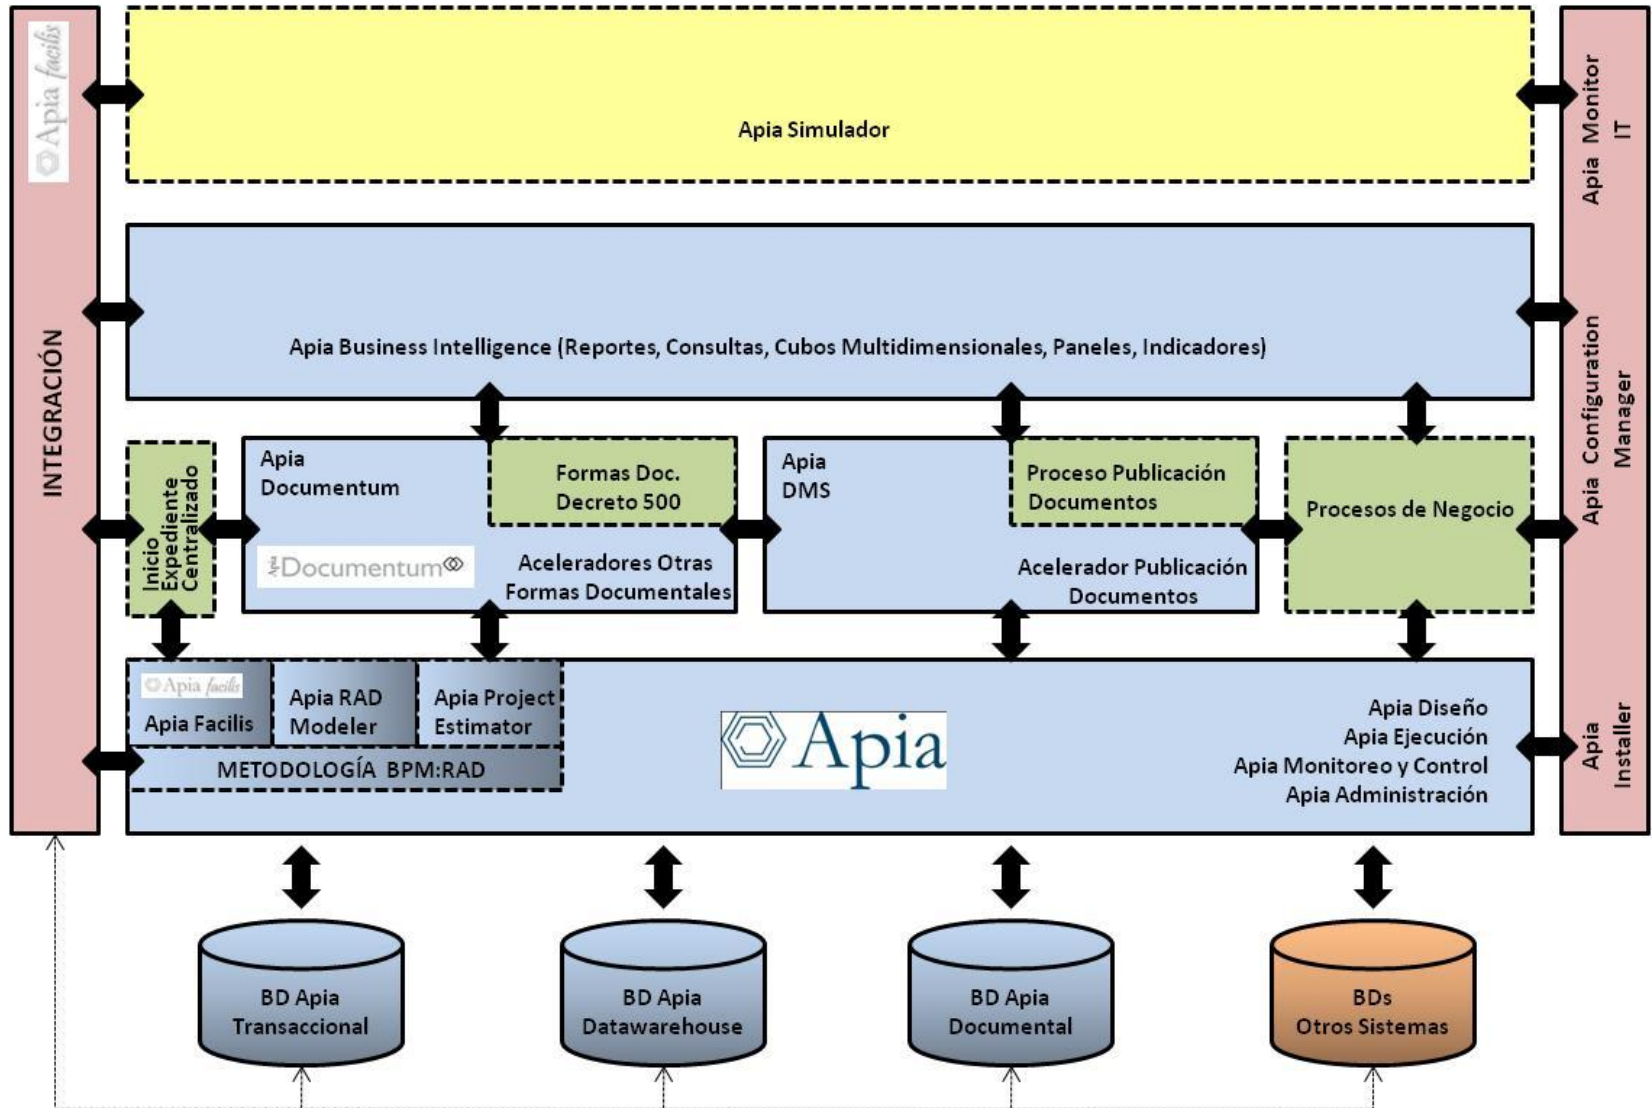 Apia facilis
INTEGRACIÓN
Apia Simulador
Apia Monitor
IT
Apia Business Intelligence (Reportes, Consultas, Cubos Multidimensionales, Paneles, Indicadores)
Apia Configuration
Manager
Inicio
Expediente
Centralizado
Apia
Documentum
Formas Doc.
Decreto 500
Apia Documentum
Aceleradores Otras
Formas Documentales
Apia
DMS
Proceso Publicación
Documentos
Acelerador Publicación
Documentos
Procesos de Negocio
Apia facilis
Apia Facilis
Apia RAD
Modeler
Apia Project
Estimator
METODOLOGÍA BPM:RAD
Apia
Apia Diseño
Apia Ejecución
Apia Monitoreo y Control
Apia Administración
Apia
Installer
BD Apia
Transaccional
BD Apia
Datawarehouse
BD Apia
Documental
BDs
Otros Sistemas